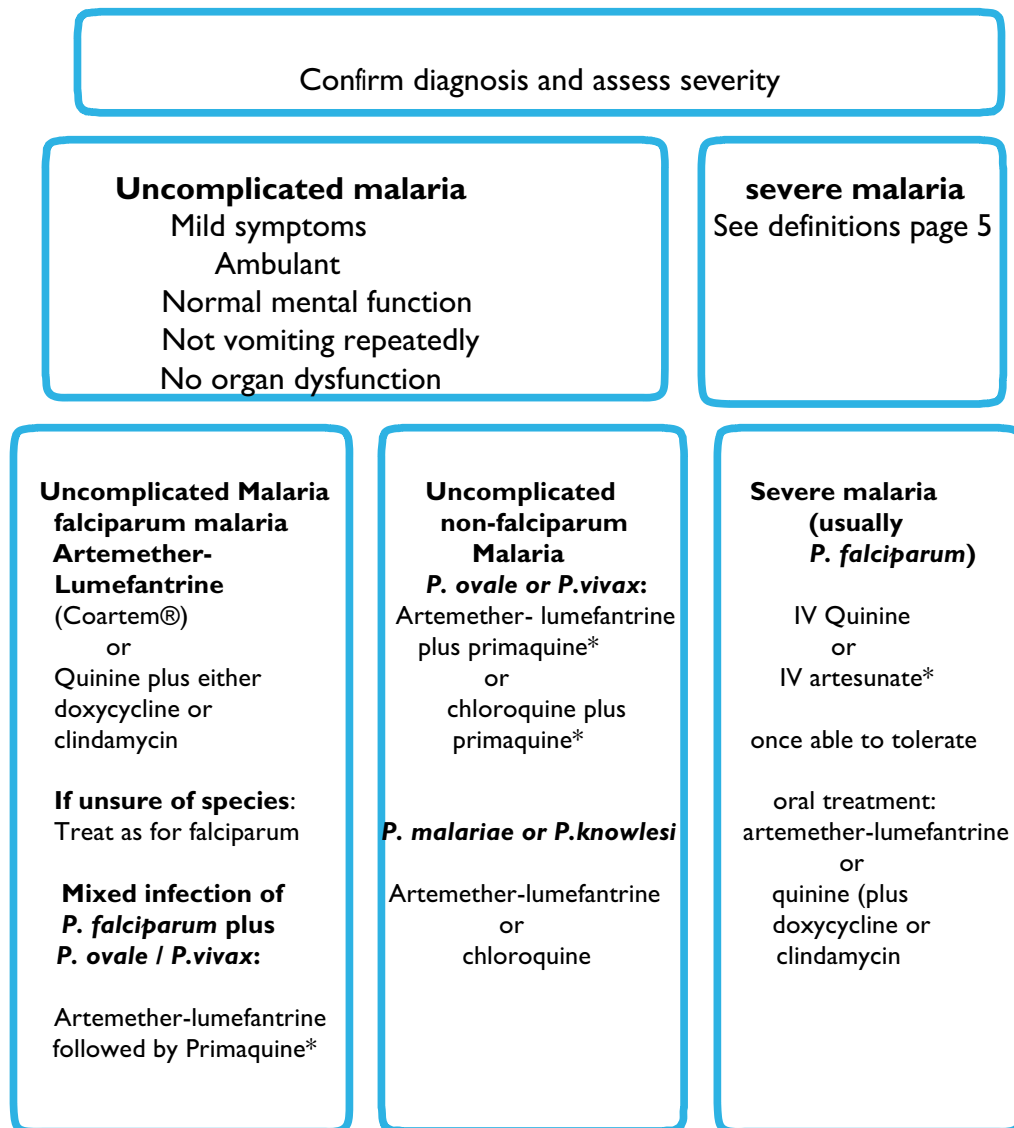 Confirm diagnosis and assess severity
Uncomplicated malaria
Mild symptoms
Ambulant
Normal mental function
Not vomiting repeatedly
No organ dysfunction
severe malaria
See definitions page 5
Uncomplicated Malaria
falciparum malaria
Artemether-
Lumefantrine
(Coartem®)
or
Quinine plus either
doxycycline or
clindamycin
If unsure of species:
Treat as for falciparum
Mixed infection of
P. falciparum plus
P. ovale / P.vivax:
Artemether-lumefantrine
followed by Primaquine*
Uncomplicated
non-falciparum
Malaria
P. ovale or P.vivax:
Artemether- lumefantrine
plus primaquine*
or
chloroquine plus
primaquine*
P. malariae or P.knowlesi
Artemether-lumefantrine
or
chloroquine
Severe malaria
(usually
P. falciparum)
IV Quinine
or
IV artesunate*
once able to tolerate
oral treatment:
artemether-lumefantrine
or
quinine (plus
doxycycline or
clindamycin